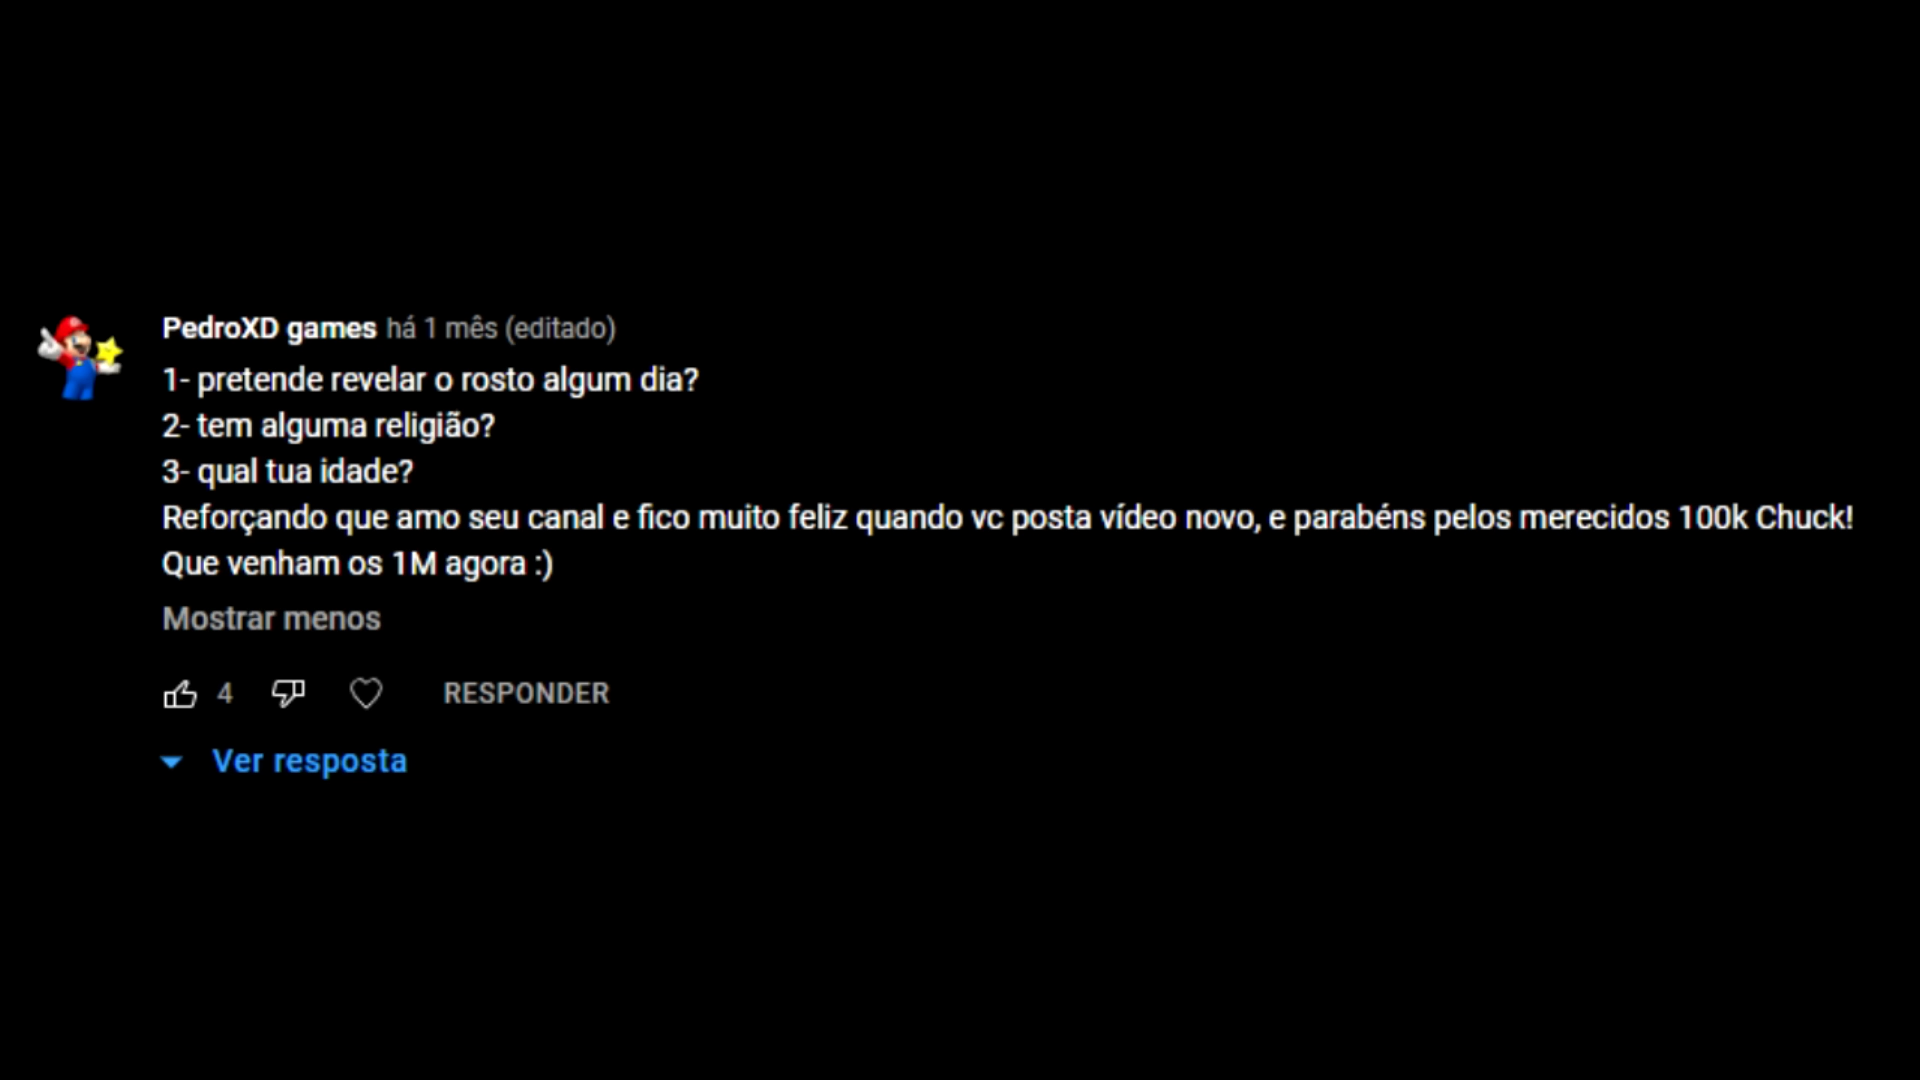 PedroXD games há 1 mês (editado)
1- pretende revelar o rosto algum dia?
2- tem alguma religião?
3- qual tua idade?
Reforçando que amo seu canal e fico muito feliz quando vc posta vídeo novo, e parabéns pelos merecidos 100k Chuck!
Que venham os 1M agora :)
Mostrar menos
4 RESPONDER
Ver resposta